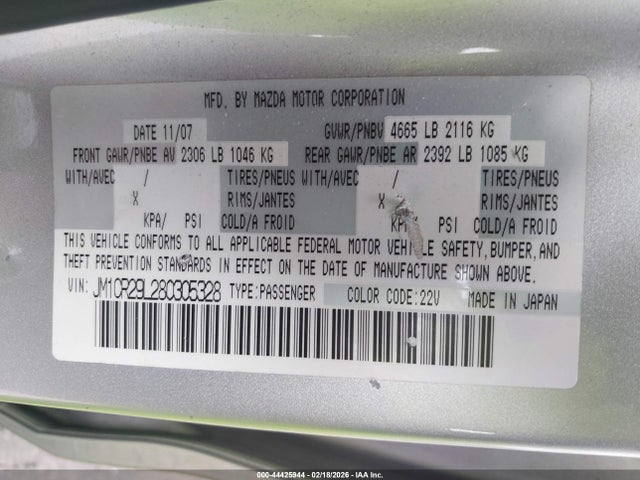 MFD. BY MAZDA MOTOR CORPORATION
DATE 11/07 GVWR/PNBV 4665 LB 2116 KG
FRONT GAWR/PNBE AV 2306 LB 1046 KG REAR GAWR/PNBE AR 2392 LB 1085 KG
WITH/AVEC / TIRES/PNEUS WITH/AVEC / TIRES/PNEUS
X RIMS/JANTES X RIMS/JANTES
KPA/ PSI COLD/A FROID KPA/ PSI COLD/A FROID
THIS VEHICLE CONFORMS TO ALL APPLICABLE FEDERAL MOTOR VEHICLE SAFETY, BUMPER, AND
THEFT PREVENTION STANDARDS IN EFFECT ON THE DATE OF MANUFACTURE SHOWN ABOVE.
VIN: JM1CR29L280305328 TYPE:PASSENGER COLOR CODE:22V MADE IN JAPAN
000-44425944 - 02/18/2026 - IAA Inc.